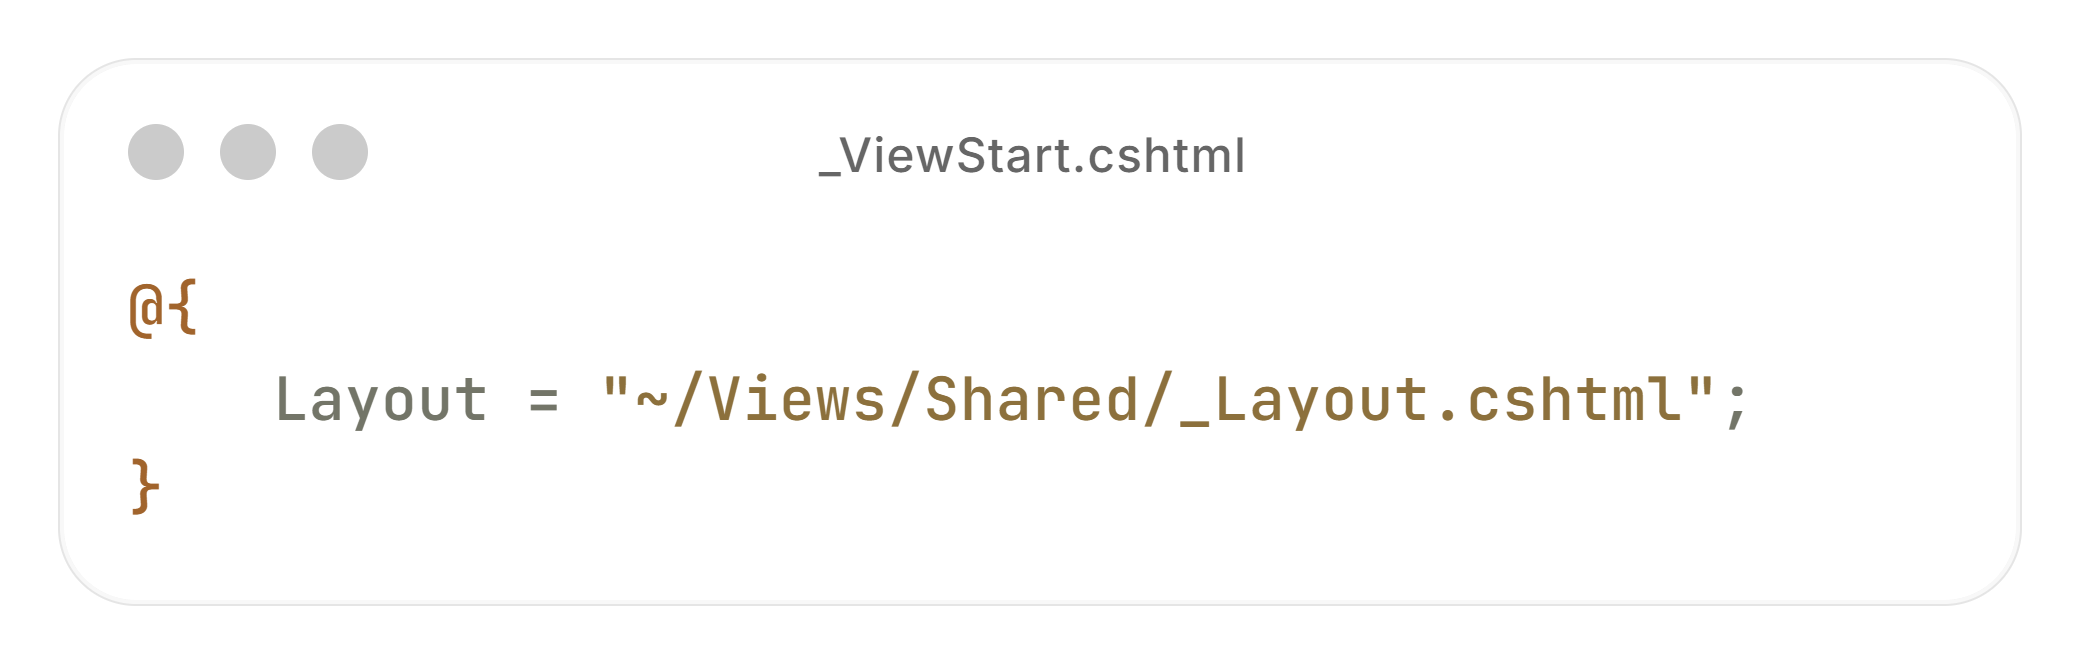 _ViewStart.cshtml
@{
    Layout = "~/Views/Shared/_Layout.cshtml";
}